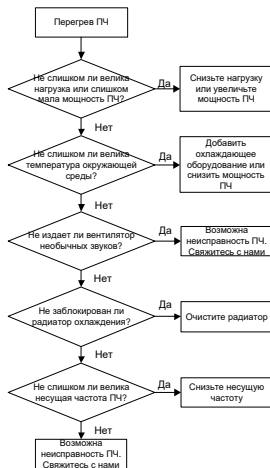 Перегрев ПЧ
Не слишком ли велика
нагрузка или слишком
мала мощность ПЧ?
Да
Снизьте нагрузку
или увеличьте
мощность ПЧ
Нет
Не слишком ли велика
температура окружающей
среды?
Да
Добавить
охлаждающее
оборудование или
снизить мощность
ПЧ
Нет
Не издает ли вентилятор
необычных звуков?
Да
Возможна
неисправность ПЧ.
Свяжитесь с нами
Нет
Не заблокирован ли
радиатор охлаждения?
Да
Очистите радиатор
Нет
Не слишком ли велика
несущая частота ПЧ?
Да
Снизьте несущую
частоту
Нет
Возможна
неисправность ПЧ.
Свяжитесь с нами